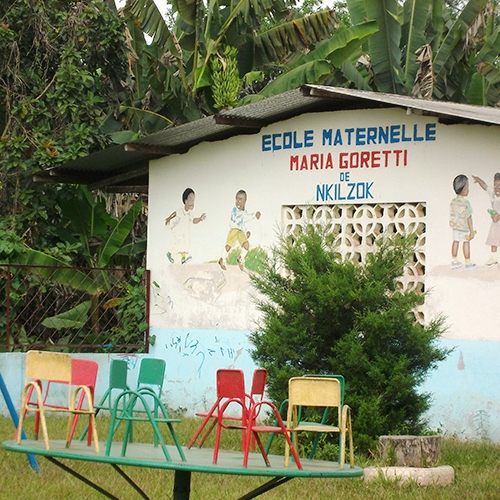 ECOLE MATERNELLE
MARIA GORETTI
DE
NKILZOK